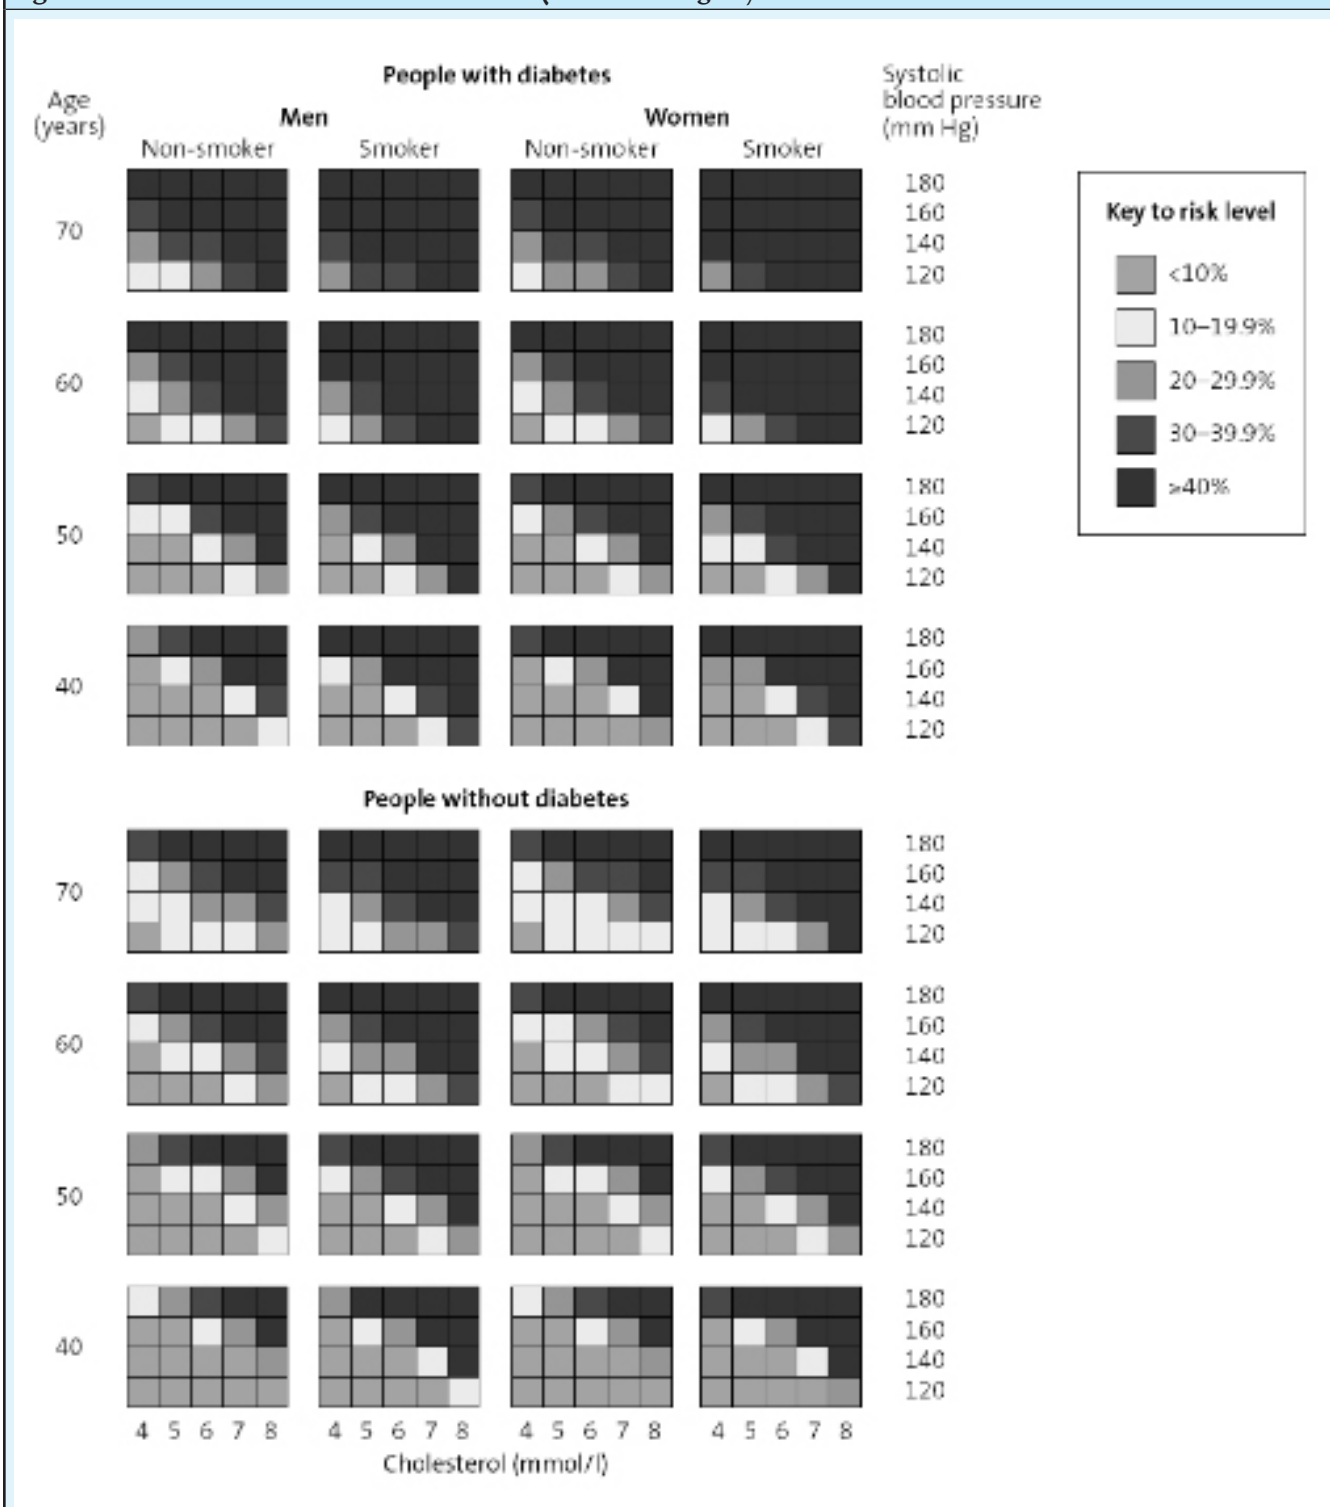 People with diabetes
Systolic
blood pressure
(mm Hg)
Age
(years)
Men
Women
Non-smoker
Smoker
Non-smoker
Smoker
70
180
160
140
120
60
180
160
140
120
50
180
160
140
120
40
180
160
140
120
Key to risk level
<10%
10–19.9%
20–29.9%
30–39.9%
≥40%
People without diabetes
70
180
160
140
120
60
180
160
140
120
50
180
160
140
120
40
180
160
140
120
4 5 6 7 8
4 5 6 7 8
4 5 6 7 8
4 5 6 7 8
Cholesterol (mmol/l)